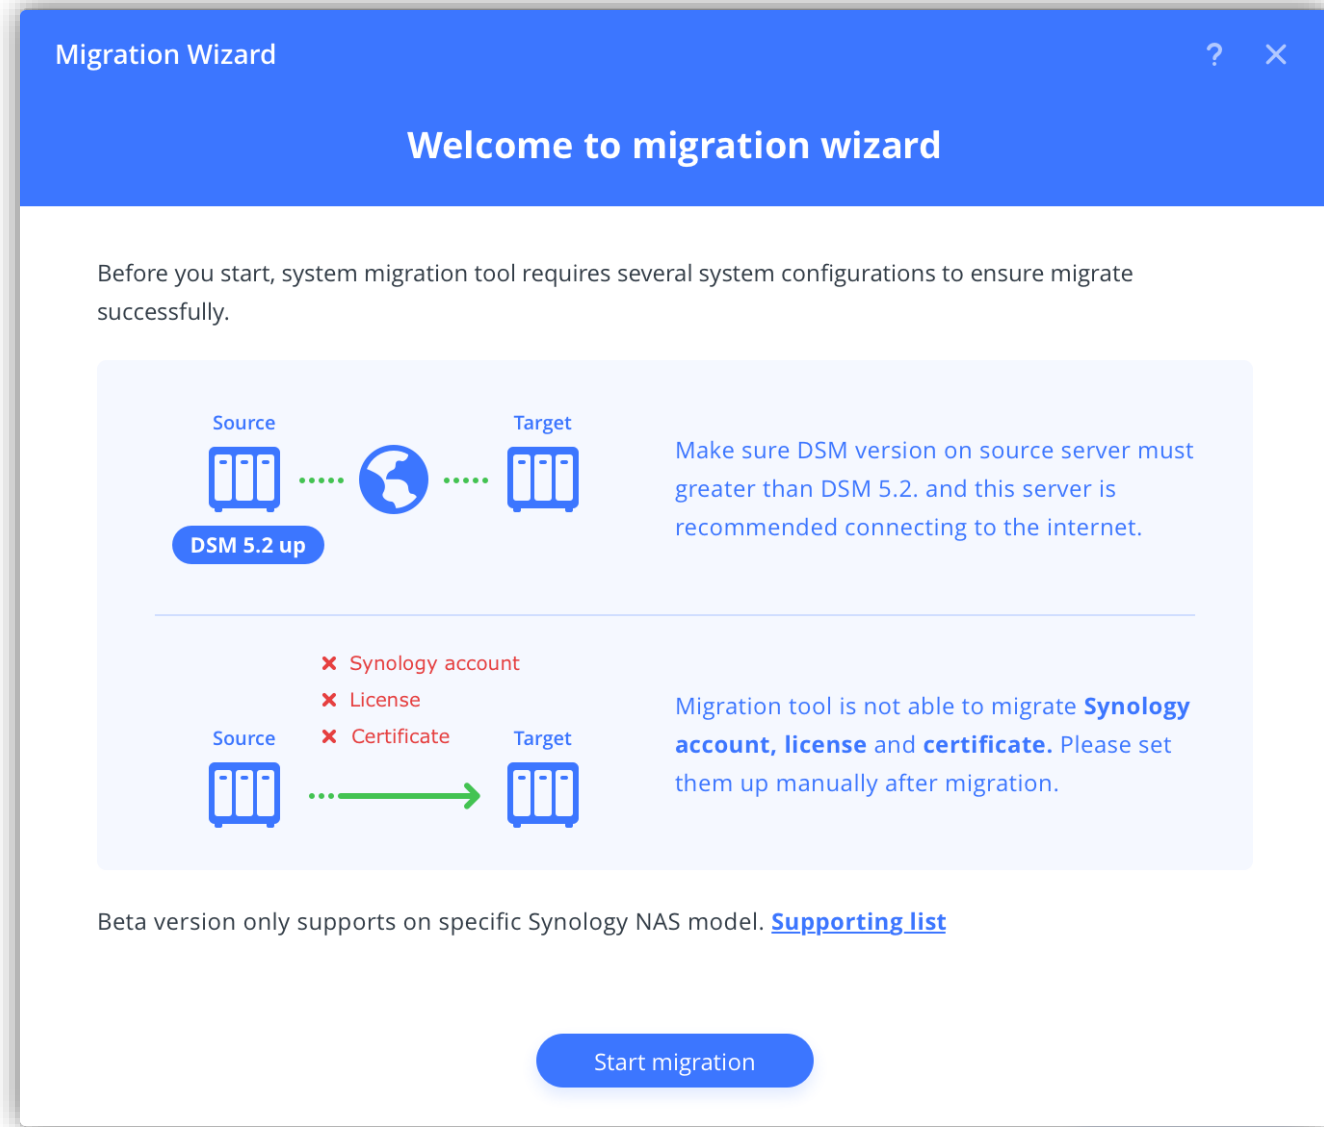 Migration Wizard
?
Welcome to migration wizard
Before you start, system migration tool requires several system configurations to ensure migrate
successfully.
Source
Target
DSM 5.2 up
Make sure DSM version on source server must
greater than DSM 5.2. and this server is
recommended connecting to the internet.
Synology account
License
Certificate
Source
Target
Migration tool is not able to migrate Synology
account, license and certificate. Please set
them up manually after migration.
Beta version only supports on specific Synology NAS model. Supporting list
Start migration